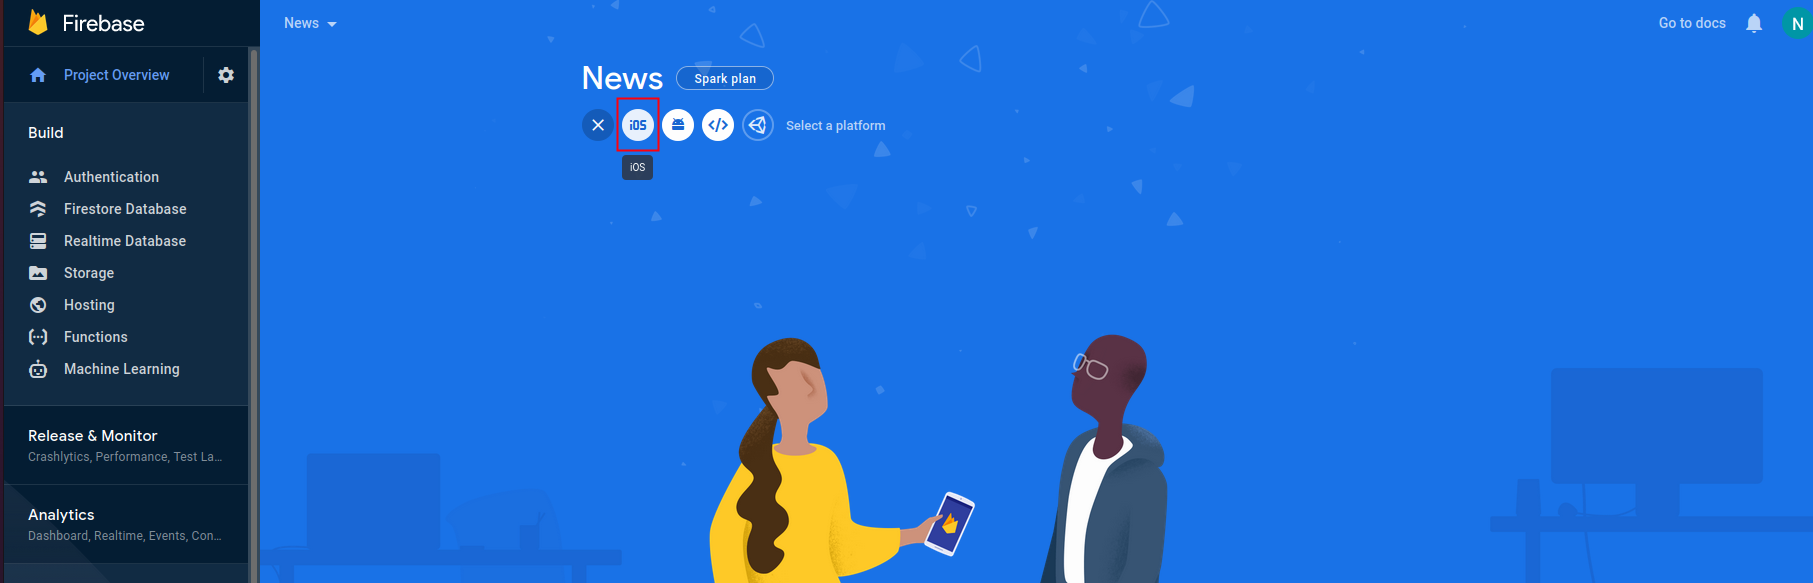 Firebase
Project Overview
Build
Authentication
Firestore Database
Realtime Database
Storage
Hosting
Functions
Machine Learning
Release & Monitor
Crashlytics, Performance, Test La...
Analytics
Dashboard, Realtime, Events, Con...
News
Go to docs
N
News
Spark plan
iOS
Select a platform
iOS